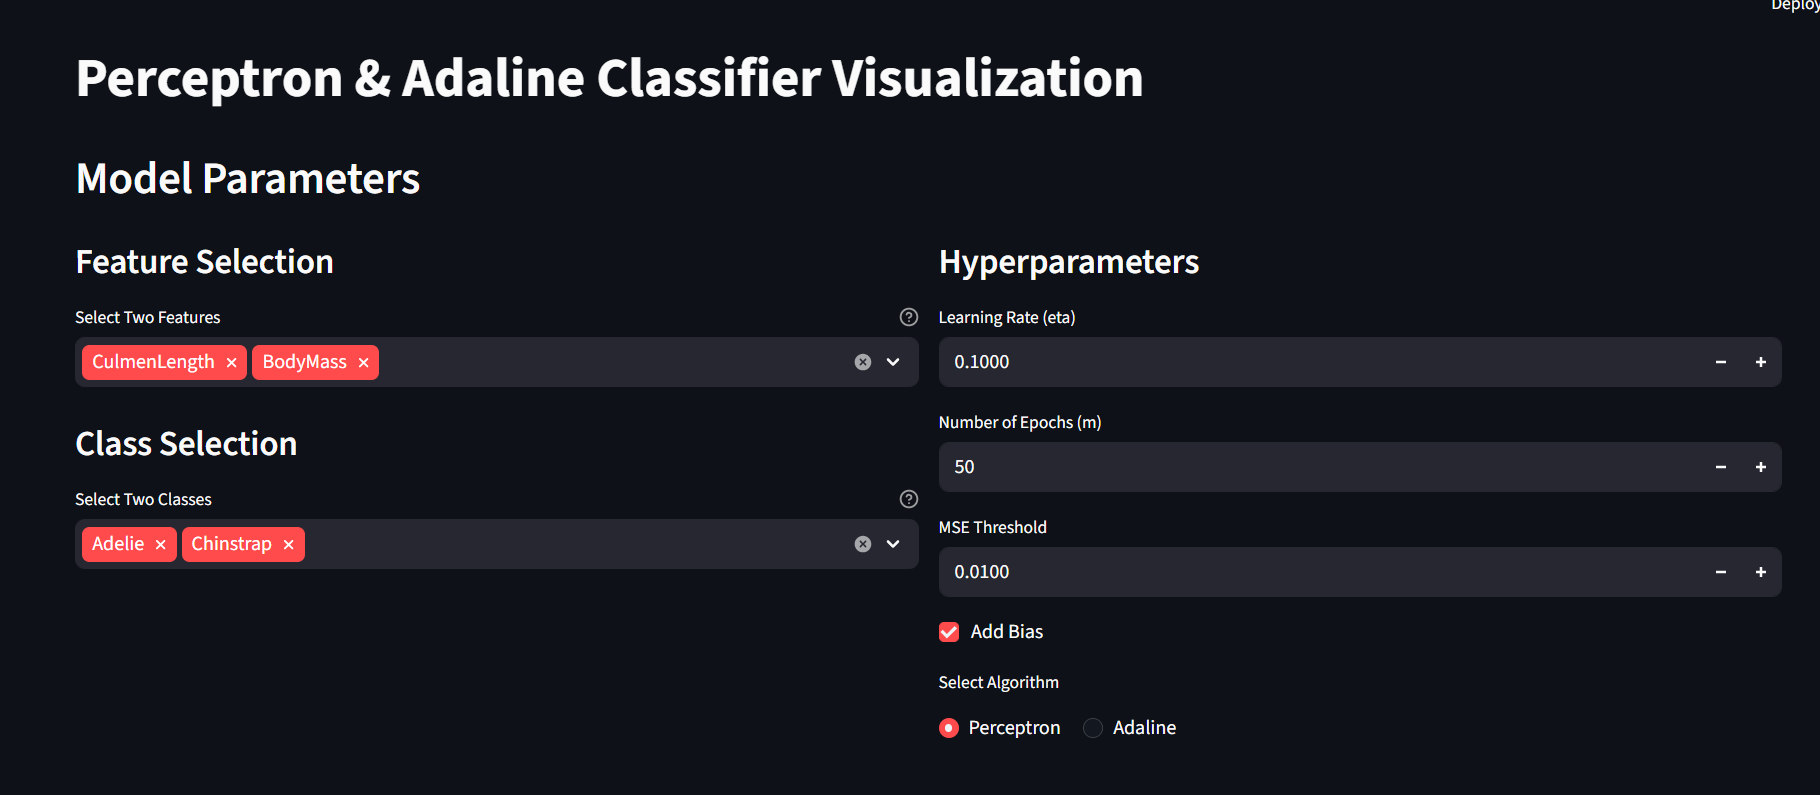 Deploy
Perceptron & Adaline Classifier Visualization
Model Parameters
Feature Selection
Select Two Features
CulmenLength
BodyMass
Class Selection
Select Two Classes
Adelie
Chinstrap
Hyperparameters
Learning Rate (eta)
0.1000
Number of Epochs (m)
50
MSE Threshold
0.0100
Add Bias
Select Algorithm
Perceptron
Adaline